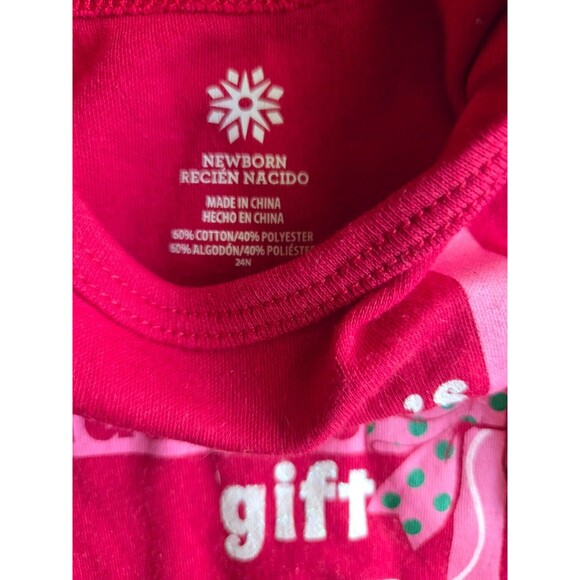 NEWBORN
RECIÉN NACIDO
MADE IN CHINA
HECHO EN CHINA
60% COTTON/40% POLYESTER
60% ALGODÓN/40% POLIÉSTER
24N
is
gift